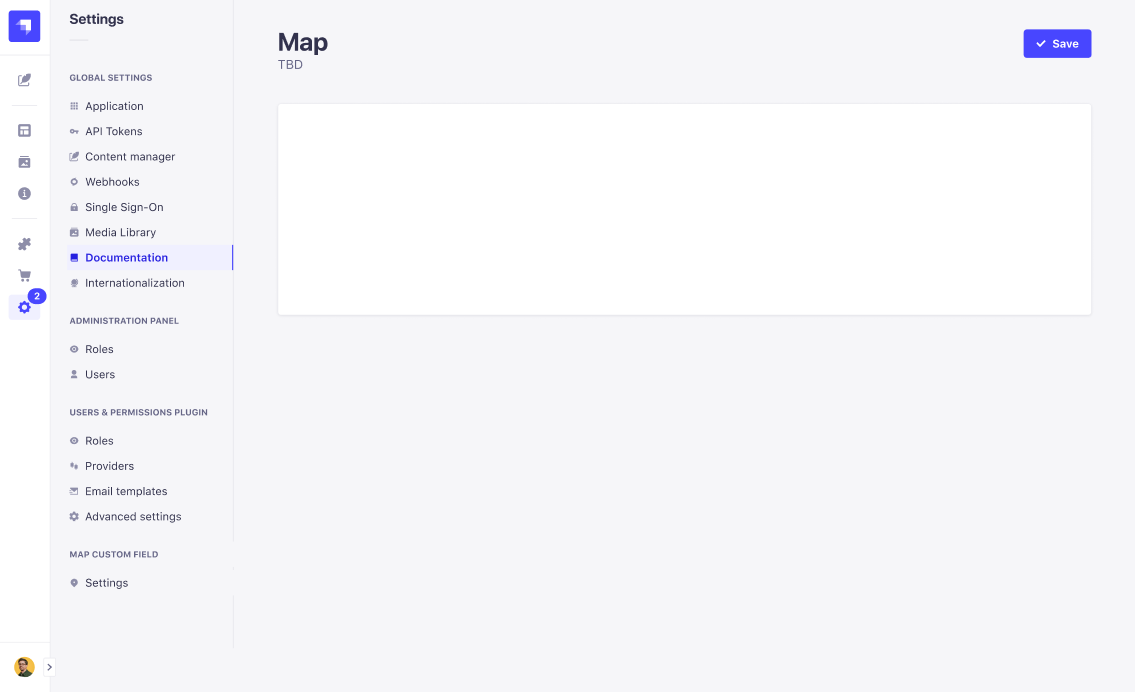 Settings
GLOBAL SETTINGS
Application
API Tokens
Content manager
Webhooks
Single Sign-On
Media Library
Documentation
Internationalization
2
ADMINISTRATION PANEL
Roles
Users
USERS & PERMISSIONS PLUGIN
Roles
Providers
Email templates
Advanced settings
MAP CUSTOM FIELD
Settings
Map
TBD
Save